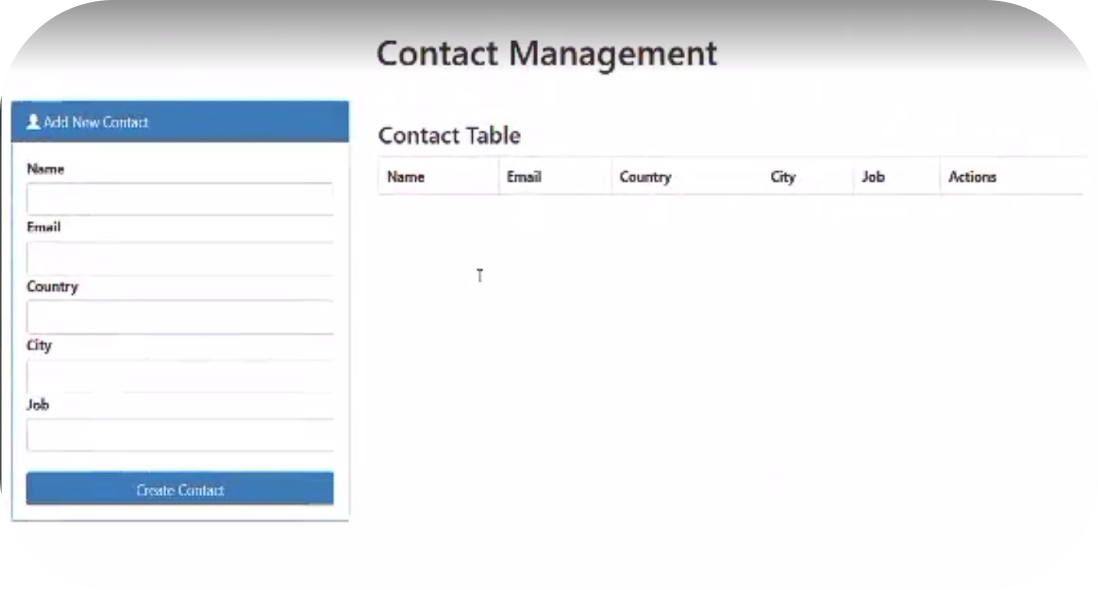 Contact Management
Add New Contact
Name
Email
Country
City
Job
Create Contact
Contact Table
Name Email Country City Job Actions